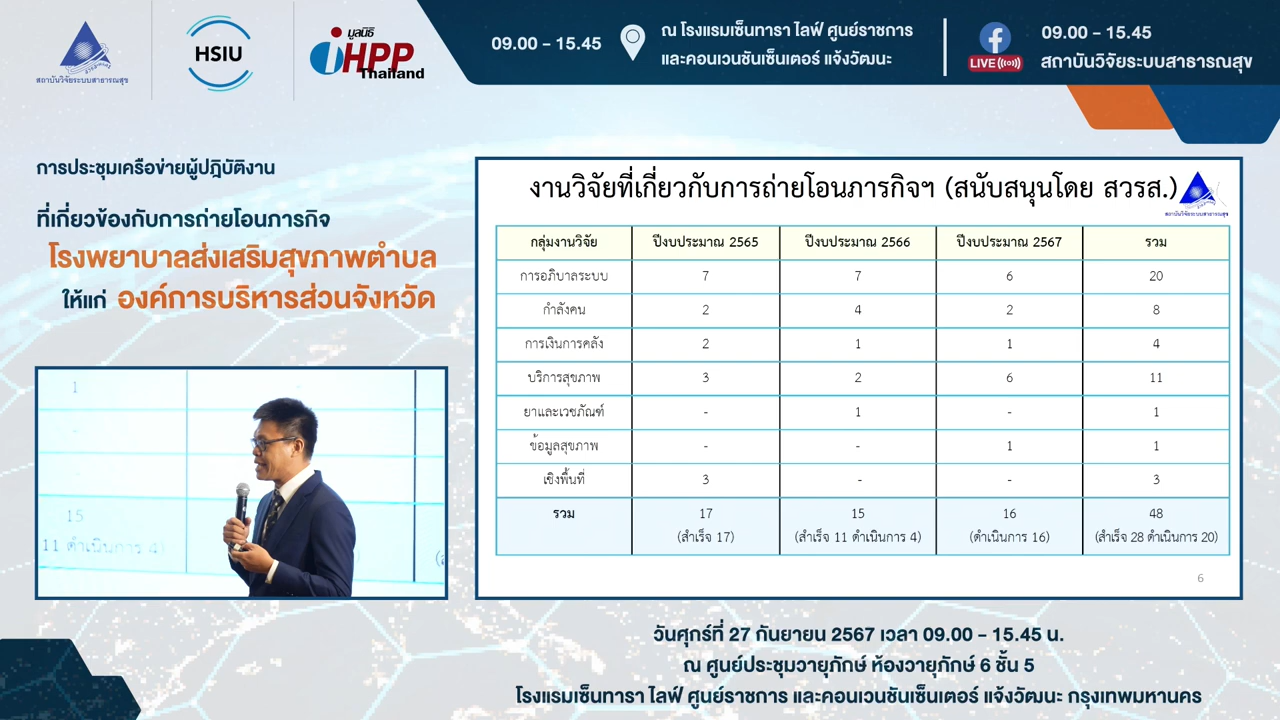 สถาบันวิจัยระบบสาธารณสุข
HSIU
มูลนิธิ
iHPP
Thailand
09.00 - 15.45
ณ โรงแรมเซ็นทารา ไลฟ์ ศูนย์ราชการ
และคอนเวนชันเซ็นเตอร์ แจ้งวัฒนะ
LIVE
09.00 - 15.45
สถาบันวิจัยระบบสาธารณสุข
การประชุมเครือข่ายผู้ปฏิบัติงาน
ที่เกี่ยวข้องกับการถ่ายโอนภารกิจ
โรงพยาบาลส่งเสริมสุขภาพตำบล
ให้แก่ องค์การบริหารส่วนจังหวัด
1
-
-
15
11 ดำเนินการ 4)
งานวิจัยที่เกี่ยวกับการถ่ายโอนภารกิจฯ (สนับสนุนโดย สวรส.)
สถาบันวิจัยระบบสาธารณสุข
กลุ่มงานวิจัย ปีงบประมาณ 2565 ปีงบประมาณ 2566 ปีงบประมาณ 2567 รวม
การอภิบาลระบบ 7 7 6 20
กำลังคน 2 4 2 8
การเงินการคลัง 2 1 1 4
บริการสุขภาพ 3 2 6 11
ยาและเวชภัณฑ์ - 1 - 1
ข้อมูลสุขภาพ - - 1 1
เชิงพื้นที่ 3 - - 3
รวม 17 15 16 48
(สำเร็จ 17) (สำเร็จ 11 ดำเนินการ 4) (ดำเนินการ 16) (สำเร็จ 28 ดำเนินการ 20)
6
วันศุกร์ที่ 27 กันยายน 2567 เวลา 09.00 - 15.45 น.
ณ ศูนย์ประชุมวายุภักษ์ ห้องวายุภักษ์ 6 ชั้น 5
โรงแรมเซ็นทารา ไลฟ์ ศูนย์ราชการ และคอนเวนชันเซ็นเตอร์ แจ้งวัฒนะ กรุงเทพมหานคร